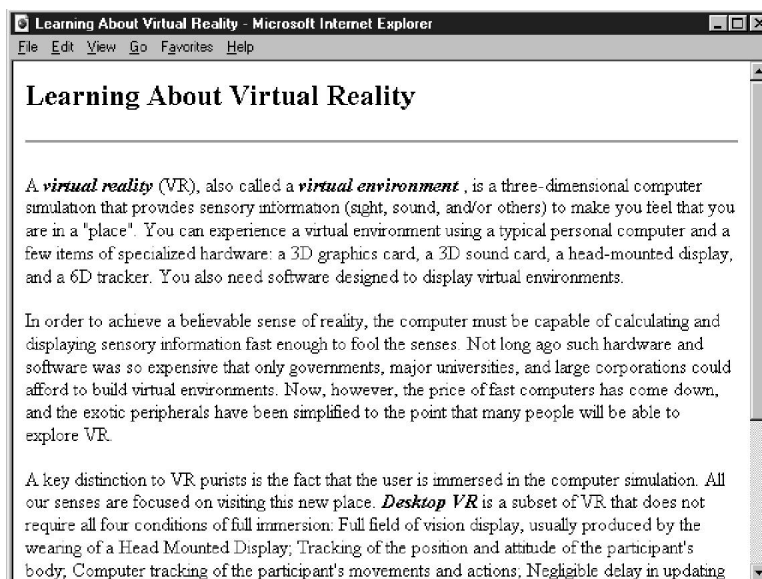 Learning About Virtual Reality - Microsoft Internet Explorer
File Edit View Go Favorites Help
Learning About Virtual Reality
A virtual reality (VR), also called a virtual environment , is a three-dimensional computer
simulation that provides sensory information (sight, sound, and/or others) to make you feel that you
are in a "place". You can experience a virtual environment using a typical personal computer and a
few items of specialized hardware: a 3D graphics card, a 3D sound card, a head-mounted display,
and a 6D tracker. You also need software designed to display virtual environments.
In order to achieve a believable sense of reality, the computer must be capable of calculating and
displaying sensory information fast enough to fool the senses. Not long ago such hardware and
software was so expensive that only governments, major universities, and large corporations could
afford to build virtual environments. Now, however, the price of fast computers has come down,
and the exotic peripherals have been simplified to the point that many people will be able to
explore VR.
A key distinction to VR purists is the fact that the user is immersed in the computer simulation. All
our senses are focused on visiting this new place. Desktop VR is a subset of VR that does not
require all four conditions of full immersion: Full field of vision display, usually produced by the
wearing of a Head Mounted Display; Tracking of the position and attitude of the participant's
body; Computer tracking of the participant's movements and actions; Negligible delay in updating